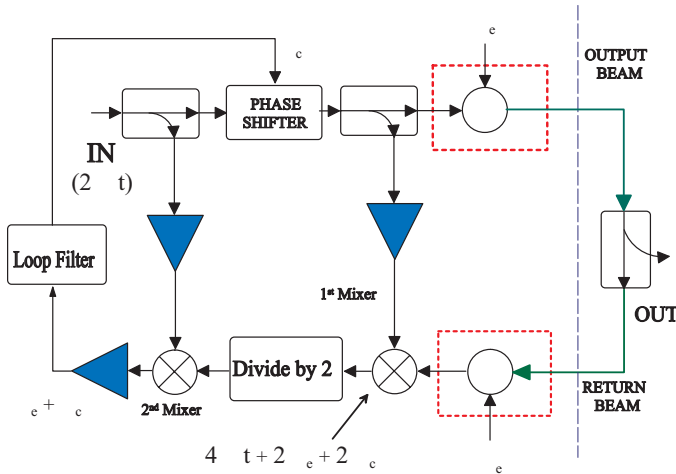 e
c
OUTPUT
BEAM
PHASE
SHIFTER
IN
(2 t)
Loop Filter
1st Mixer
OUT
Divide by 2
RETURN
BEAM
2nd Mixer
e + c
4 t + 2 e + 2 c
e